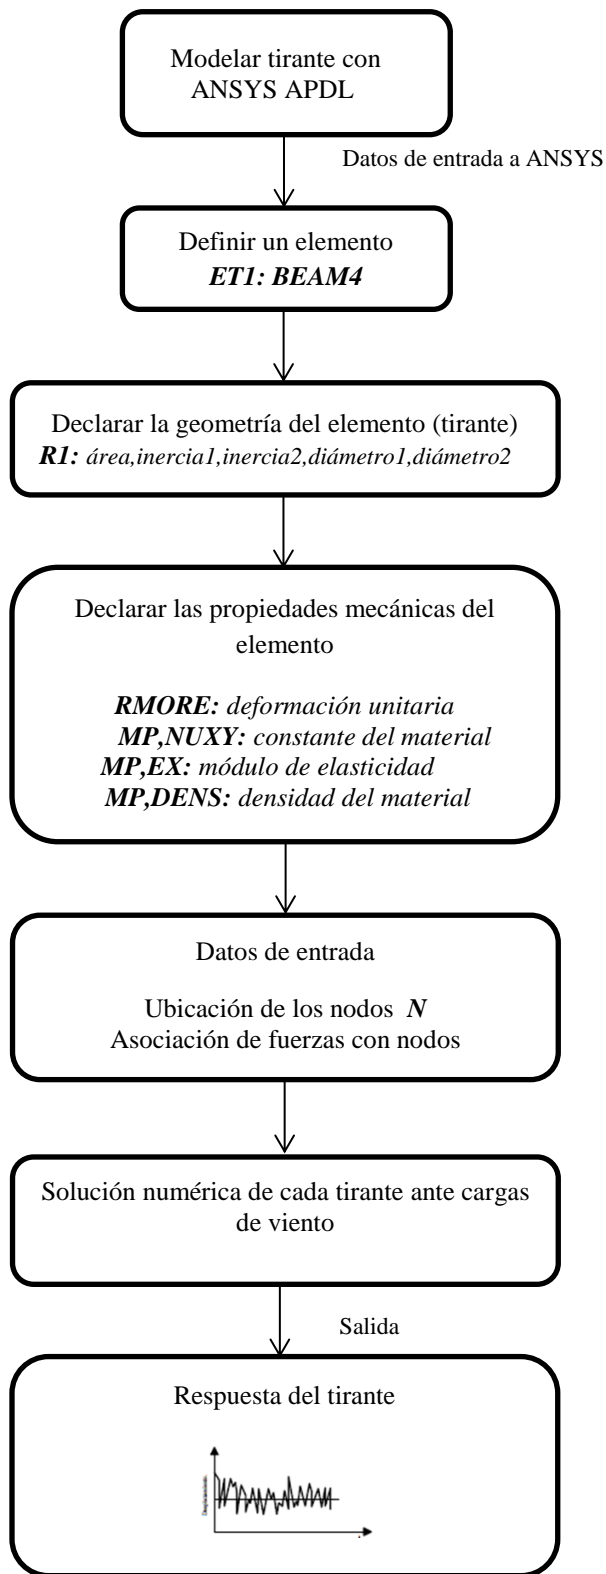 Modelar tirante con
ANSYS APDL
Datos de entrada a ANSYS
Definir un elemento
ET1: BEAM4
Declarar la geometría del elemento (tirante)
R1: área,inercia1,inercia2,diámetro1,diámetro2
Declarar las propiedades mecánicas del
elemento
RMORE: deformación unitaria
MP,NUXY: constante del material
MP,EX: módulo de elasticidad
MP,DENS: densidad del material
Datos de entrada
Ubicación de los nodos N
Asociación de fuerzas con nodos
Solución numérica de cada tirante ante cargas
de viento
Salida
Respuesta del tirante